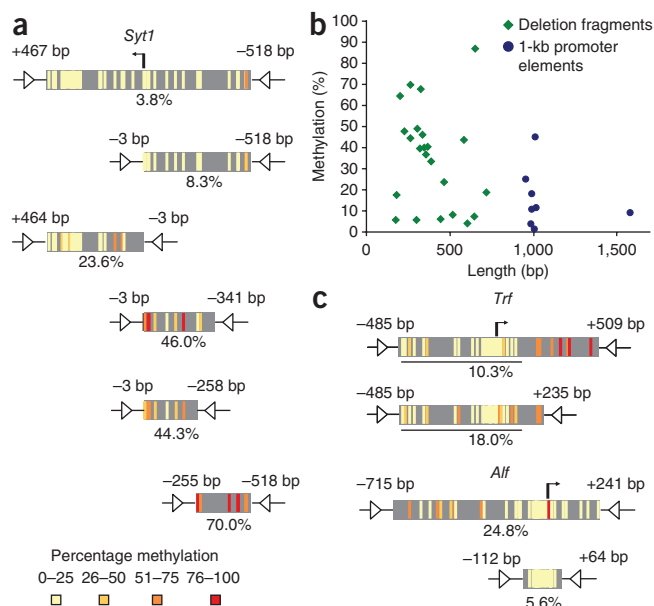 a
Syt1
+467 bp
–518 bp
3.8%
–3 bp
–518 bp
8.3%
+464 bp
–3 bp
23.6%
–3 bp
–341 bp
46.0%
–3 bp
–258 bp
44.3%
–255 bp
–518 bp
70.0%
Percentage methylation
0–25 26–50 51–75 76–100
b
Deletion fragments
1-kb promoter
elements
Methylation (%)
100
90
80
70
60
50
40
30
20
10
0
0 500 1,000 1,500
Length (bp)
c
Trf
–485 bp
+509 bp
10.3%
–485 bp
+235 bp
18.0%
Alf
–715 bp
+241 bp
24.8%
–112 bp
+64 bp
5.6%